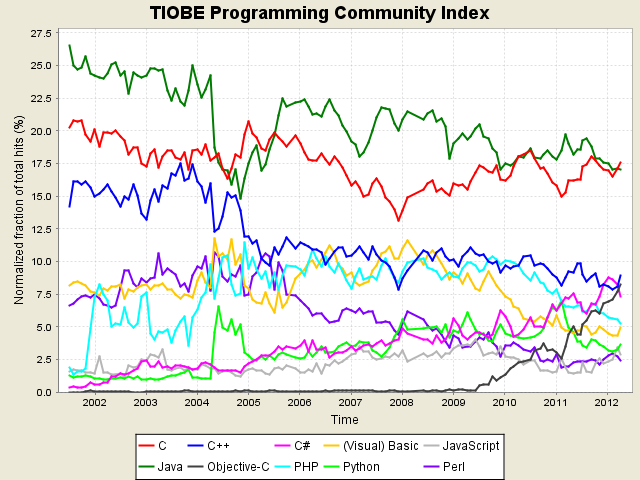 TIOBE Programming Community Index
Normalized fraction of total hits (%)
27.5
25.0
22.5
20.0
17.5
15.0
12.5
10.0
7.5
5.0
2.5
0.0
2002 2003 2004 2005 2006 2007 2008 2009 2010 2011 2012
Time
C C++ C# (Visual) Basic JavaScript
Java Objective-C PHP Python Perl